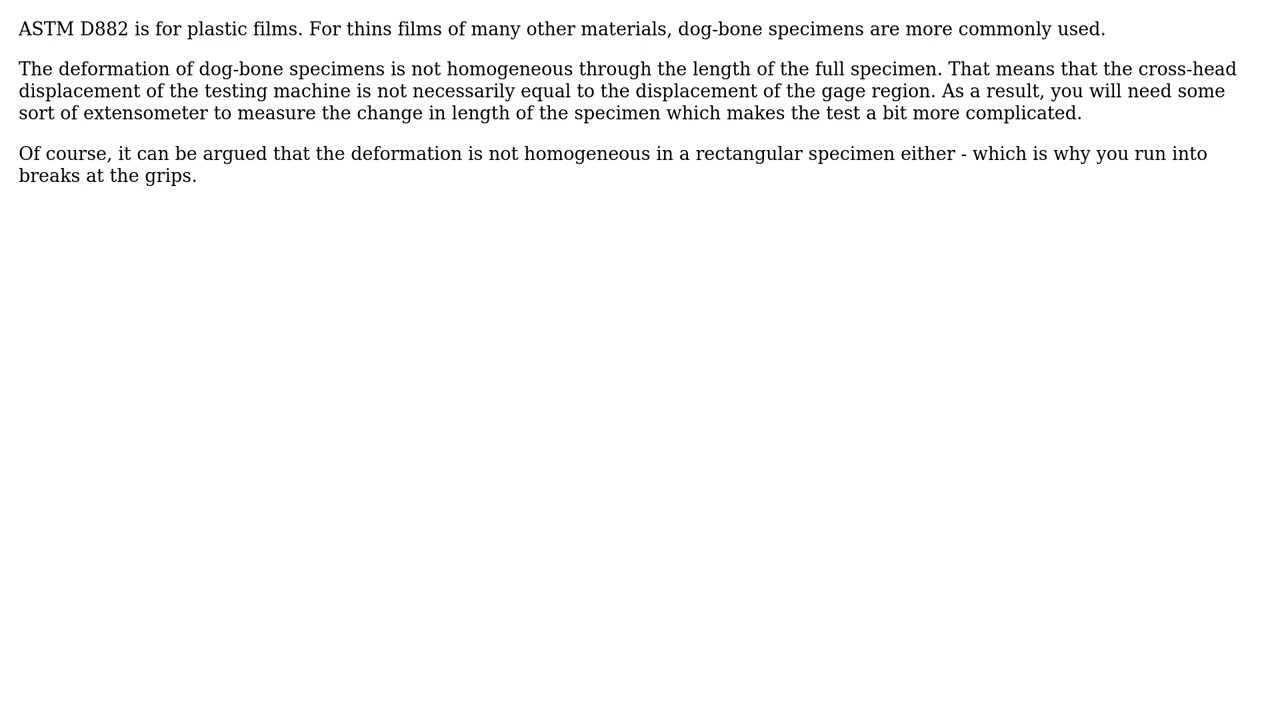 ASTM D882 is for plastic films. For thins films of many other materials, dog-bone specimens are more commonly used.
The deformation of dog-bone specimens is not homogeneous through the length of the full specimen. That means that the cross-head
displacement of the testing machine is not necessarily equal to the displacement of the gage region. As a result, you will need some
sort of extensometer to measure the change in length of the specimen which makes the test a bit more complicated.
Of course, it can be argued that the deformation is not homogeneous in a rectangular specimen either - which is why you run into
breaks at the grips.